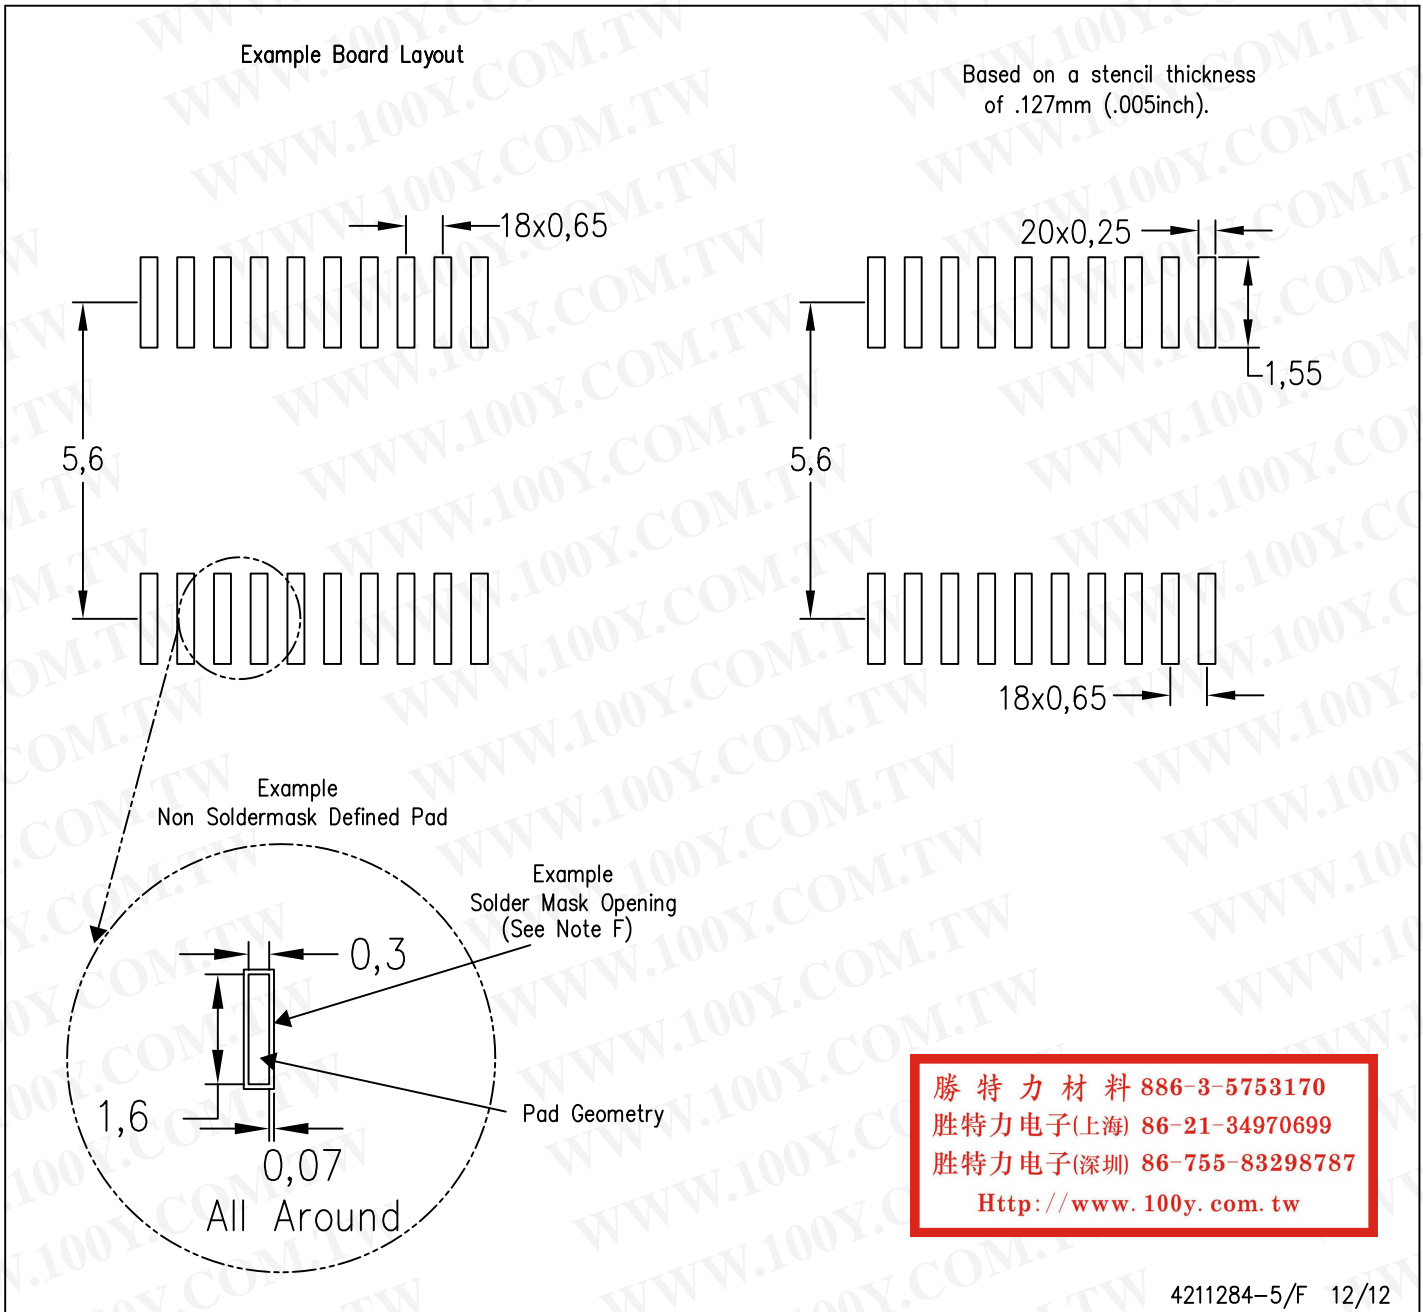 Example Board Layout
Based on a stencil thickness
of .127mm (.005inch).
18x0,65
20x0,25
1,55
5,6
5,6
18x0,65
Example
Non Soldermask Defined Pad
Example
Solder Mask Opening
(See Note F)
0,3
1,6
Pad Geometry
0,07
All Around
勝特力材料 886-3-5753170
胜特力电子(上海) 86-21-34970699
胜特力电子(深圳) 86-755-83298787
Http://www.100y.com.tw
4211284-5/F 12/12
WWW.100Y.COM.TW